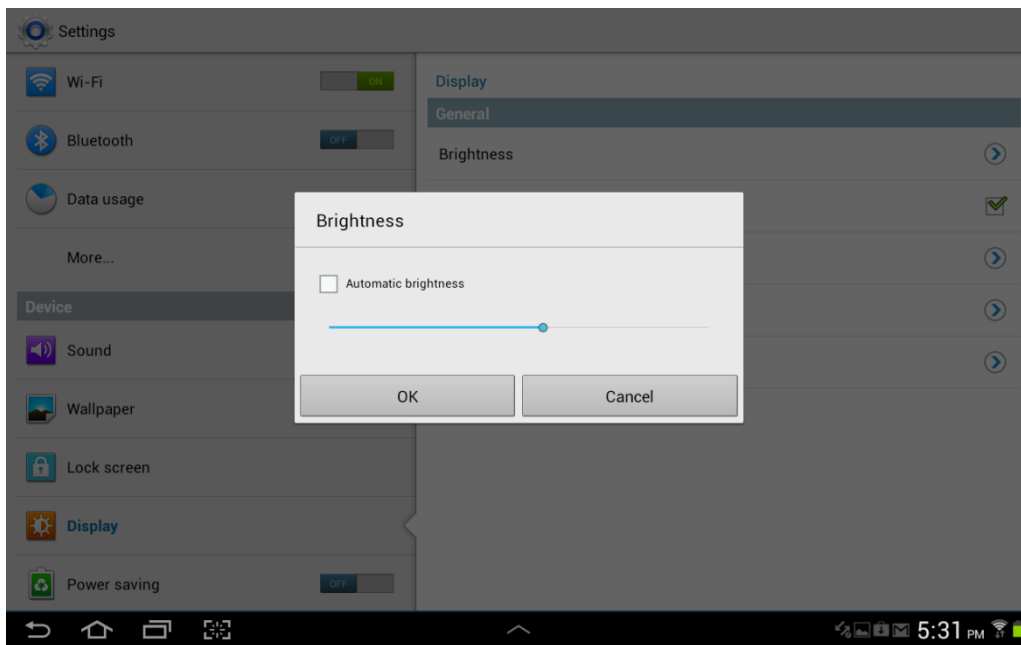 Settings
Wi-Fi ON
Bluetooth OFF
Data usage
More...
Device
Sound
Wallpaper
Lock screen
Display
Power saving OFF
Display
General
Brightness
Brightness
Automatic brightness
OK Cancel
5:31 PM